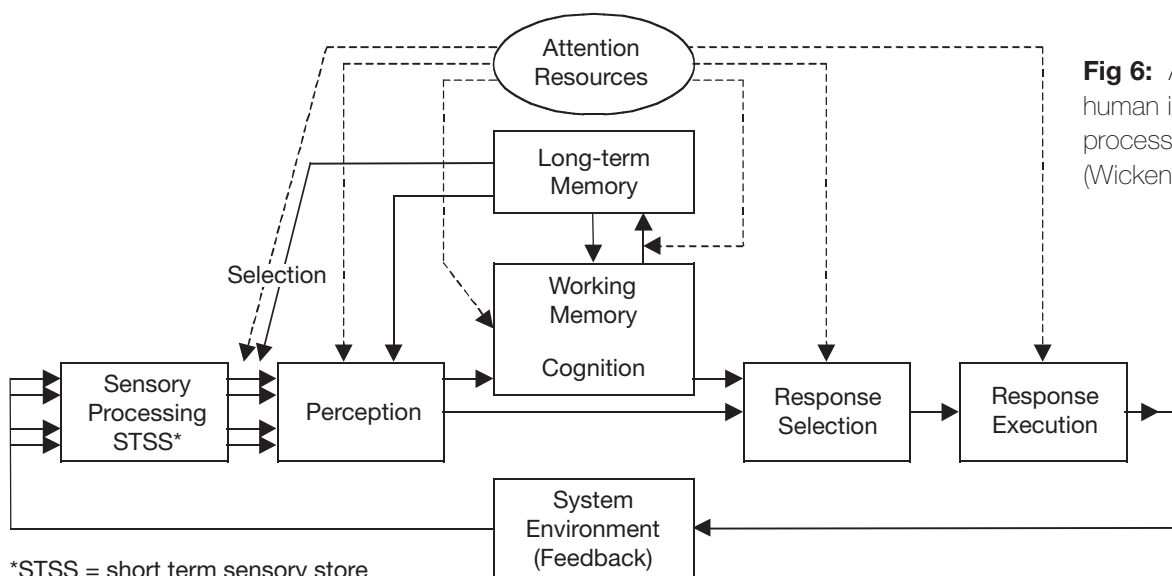 Attention
Resources
Fig 6:
human
process
Long-term
Memory
Selection
Working
Memory
Cognition
Sensory
Processing
STSS*
Perception
Response
Selection
Response
Execution
System
Environment
(Feedback)
*STSS = short term sensory store